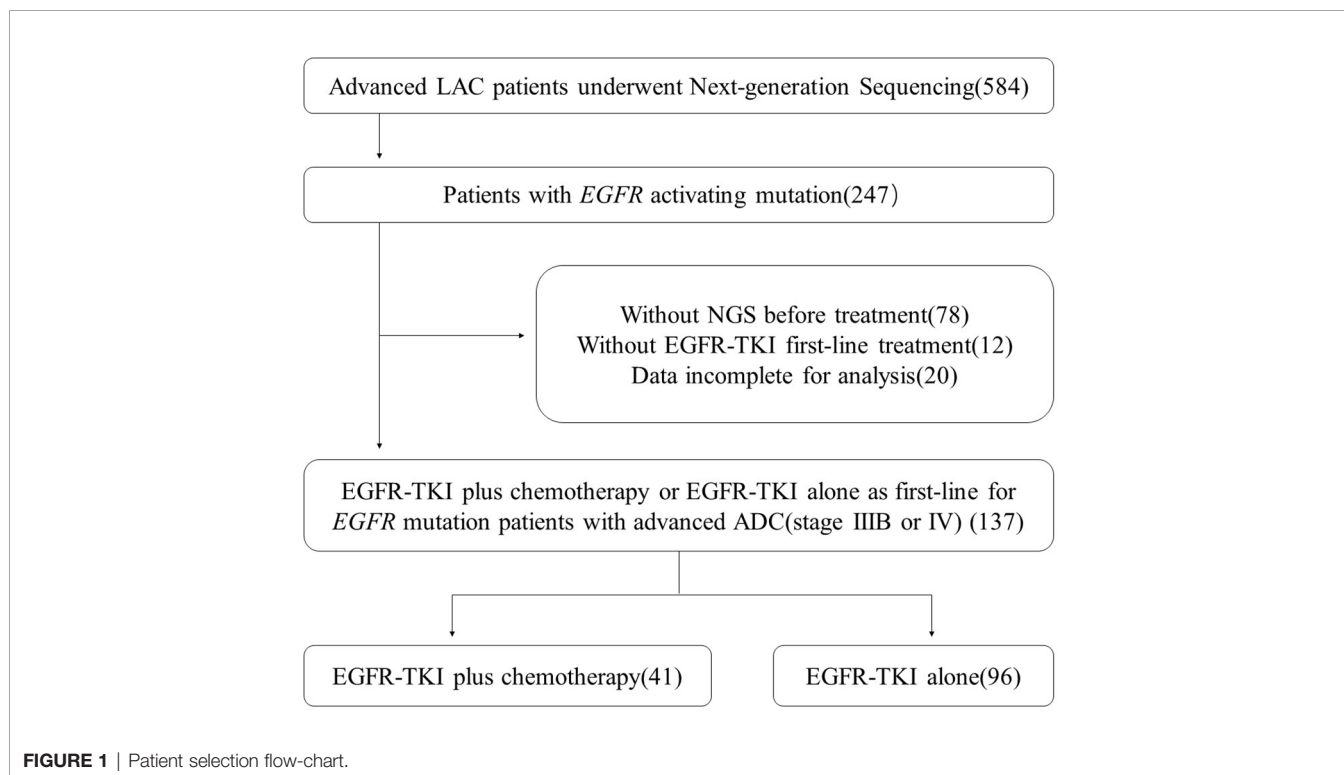 Advanced LAC patients underwent Next-generation Sequencing(584)
Patients with EGFR activating mutation(247)
Without NGS before treatment(78)
Without EGFR-TKI first-line treatment(12)
Data incomplete for analysis(20)
EGFR-TKI plus chemotherapy or EGFR-TKI alone as first-line for
EGFR mutation patients with advanced ADC(stage IIIB or IV) (137)
EGFR-TKI plus chemotherapy(41)
EGFR-TKI alone(96)
FIGURE 1 | Patient selection flow-chart.